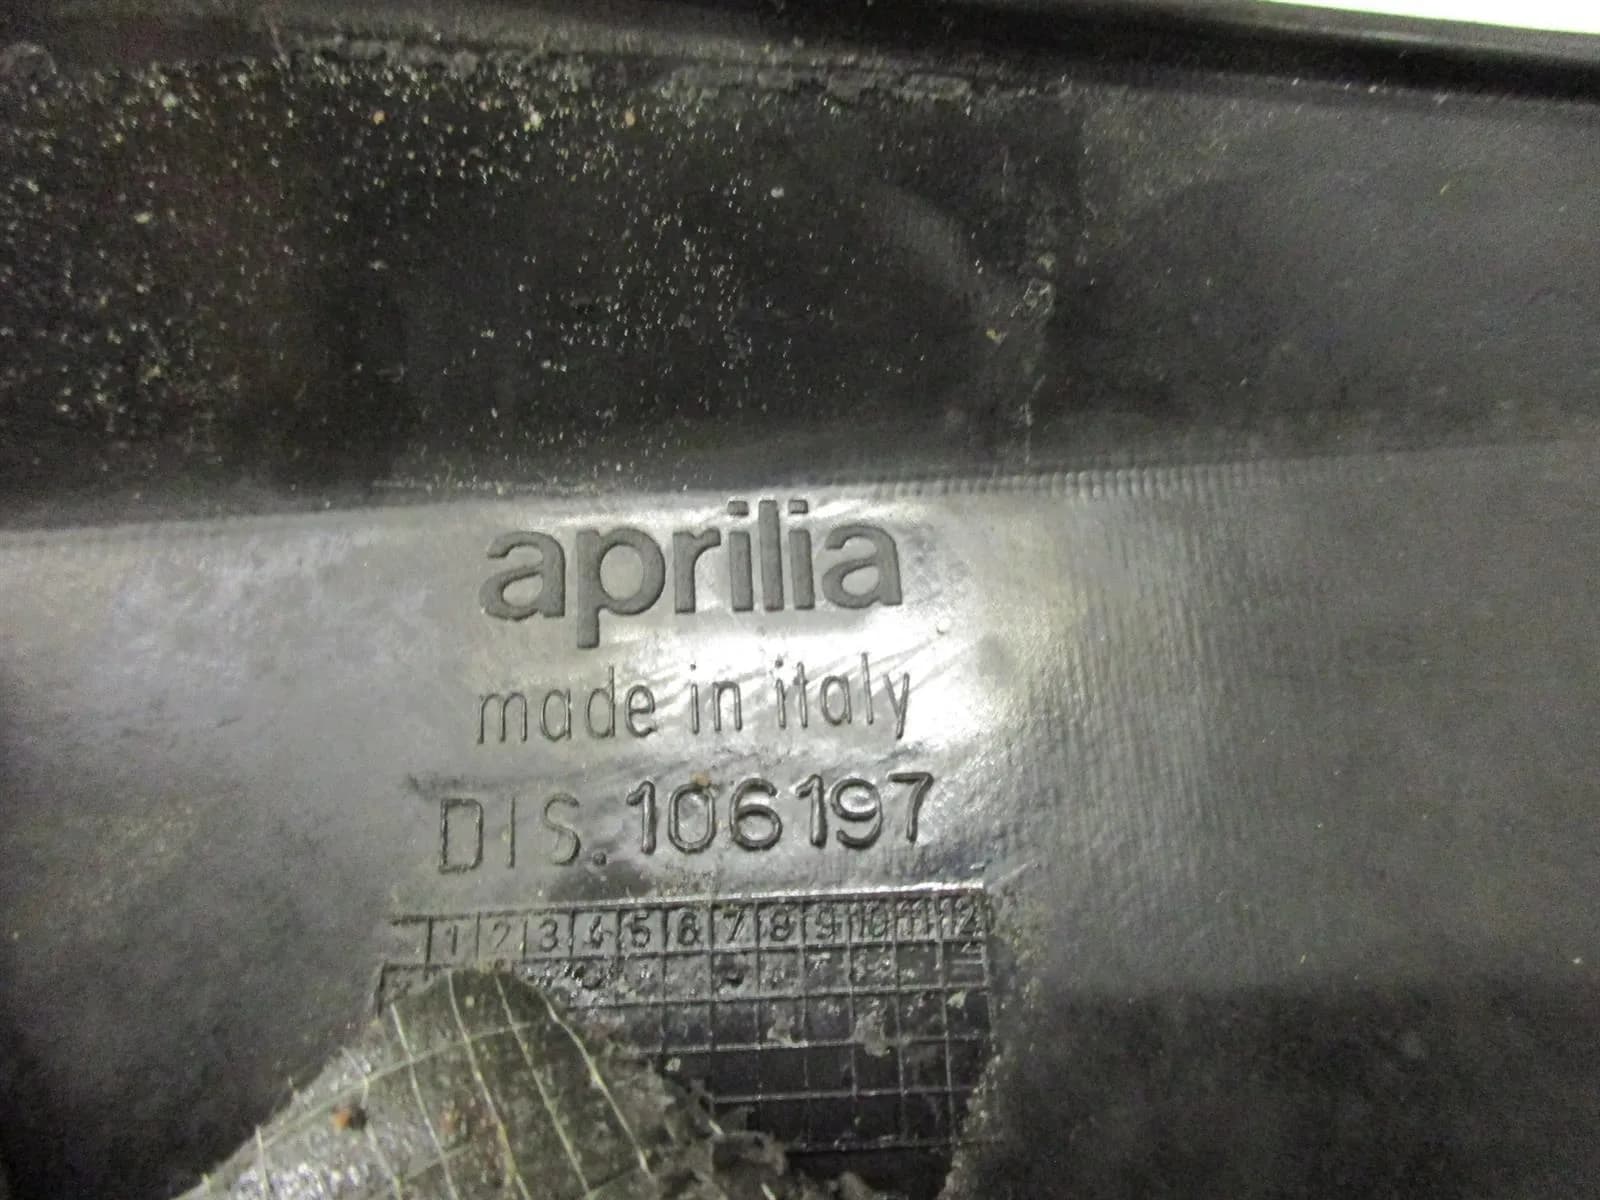 aprilia
made in italy
DIS. 106197
1 2 3 4 5 6 7 8 9 10 11 12